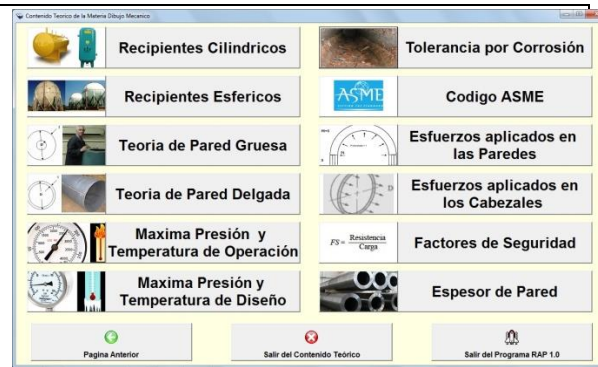 Contenido Teorico de la Materia Dibujo Mecanico
Recipientes Cilindricos
Tolerancia por Corrosión
Recipientes Esfericos
ASME
Codigo ASME
Teoria de Pared Gruesa
Esfuerzos aplicados en
las Paredes
Teoria de Pared Delgada
Esfuerzos aplicados en
los Cabezales
Maxima Presión y
Temperatura de Operación
FS = Resistencia
Carga
Factores de Seguridad
Maxima Presión y
Temperatura de Diseño
Espesor de Pared
Pagina Anterior
Salir del Contenido Teórico
Salir del Programa RAP 1.0